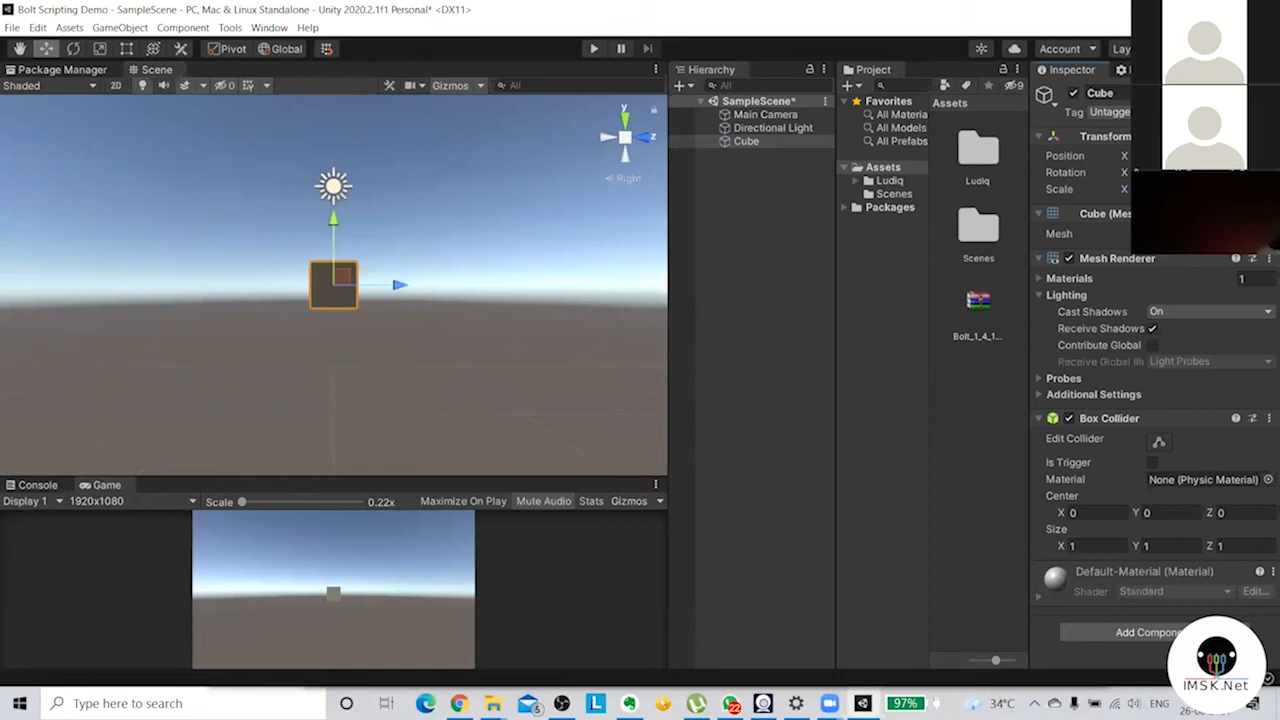 Bolt Scripting Demo - SampleScene - PC, Mac & Linux Standalone - Unity 2020.2.1f1 Personal* <DX11>
File Edit Assets GameObject Component Tools Window Help
Pivot Global
Account Lay
Package Manager Scene
Shaded 2D 0 Gizmos All
y
z
Right
Console Game
Display 1 1920x1080 Scale 0.22x Maximize On Play Mute Audio Stats Gizmos
Hierarchy
All
SampleScene*
Main Camera
Directional Light
Cube
Project
9
Favorites
All Materia
All Models
All Prefabs
Assets
Ludiq
Scenes
Packages
Assets
Ludiq
Scenes
Bolt_1_4_1...
Inspector
Cube
Tag Untagge
Transform
Position X
Rotation X
Scale X
Cube (Mes
Mesh
Mesh Renderer
Materials 1
Lighting
Cast Shadows On
Receive Shadows
Contribute Global
Receive Global Illi Light Probes
Probes
Additional Settings
Box Collider
Edit Collider
Is Trigger
Material None (Physic Material)
Center
X 0 Y 0 Z 0
Size
X 1 Y 1 Z 1
Default-Material (Material)
Shader Standard Edit...
Add Compon
IMSK.Net
Type here to search
5
22
97%
34°C
ENG